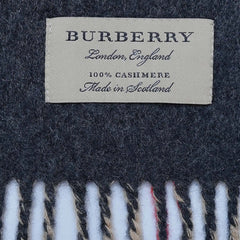 BURBERRY
London, England
100% CASHMERE
Made in Scotland